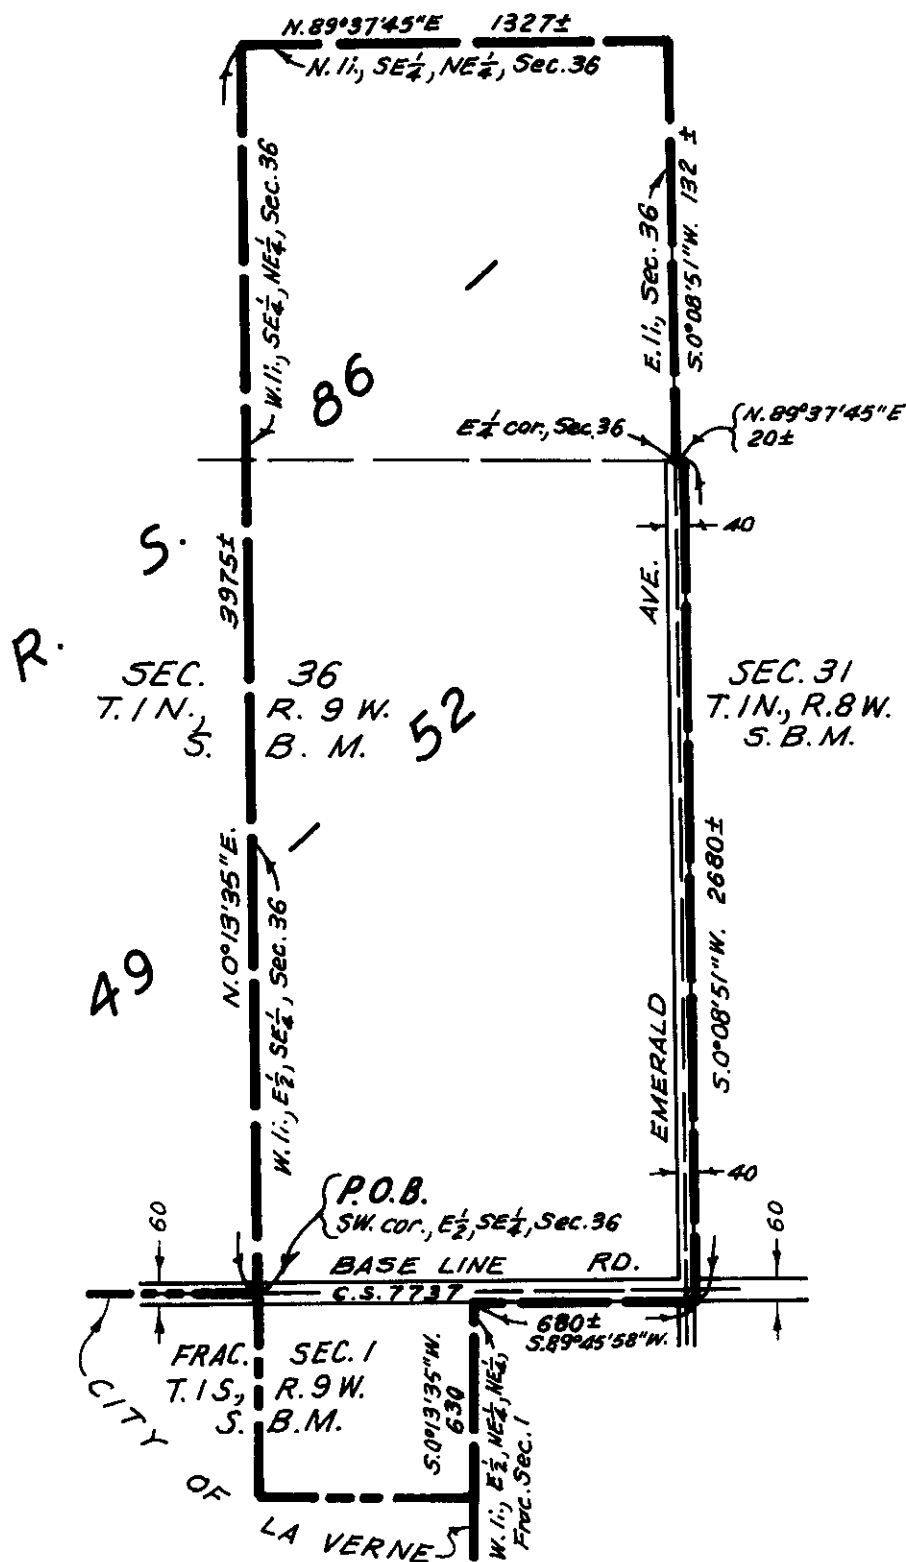 N.89°37'45"E 1327±
N.li., SE¼, NE¼, Sec.36
W.li., SE¼, NE¼, Sec.36
E.li., Sec.36
S.0°08'51"W. 132 ±
86
E¼ cor., Sec.36
N.89°37'45"E
20±
40
R. S.
3975±
AVE.
SEC. 36
T.1N., R. 9 W.
S. B. M.
52
SEC. 31
T.1N., R.8W.
S.B.M.
N.0°13'35"E.
49
W.li., E½, SE¼, Sec.36
EMERALD
S.0°08'51"W. 2680±
40
P.O.B.
SW. cor., E½, SE¼, Sec.36
60
60
BASE LINE RD.
C.S. 7737
680±
S.89°45'58"W.
FRAC. SEC. 1
T.1S., R.9W.
S. B.M.
S.0°13'35"W.
630
W.li., E½, NE¼, NE¼,
Frac. Sec.1
CITY OF LA VERNE